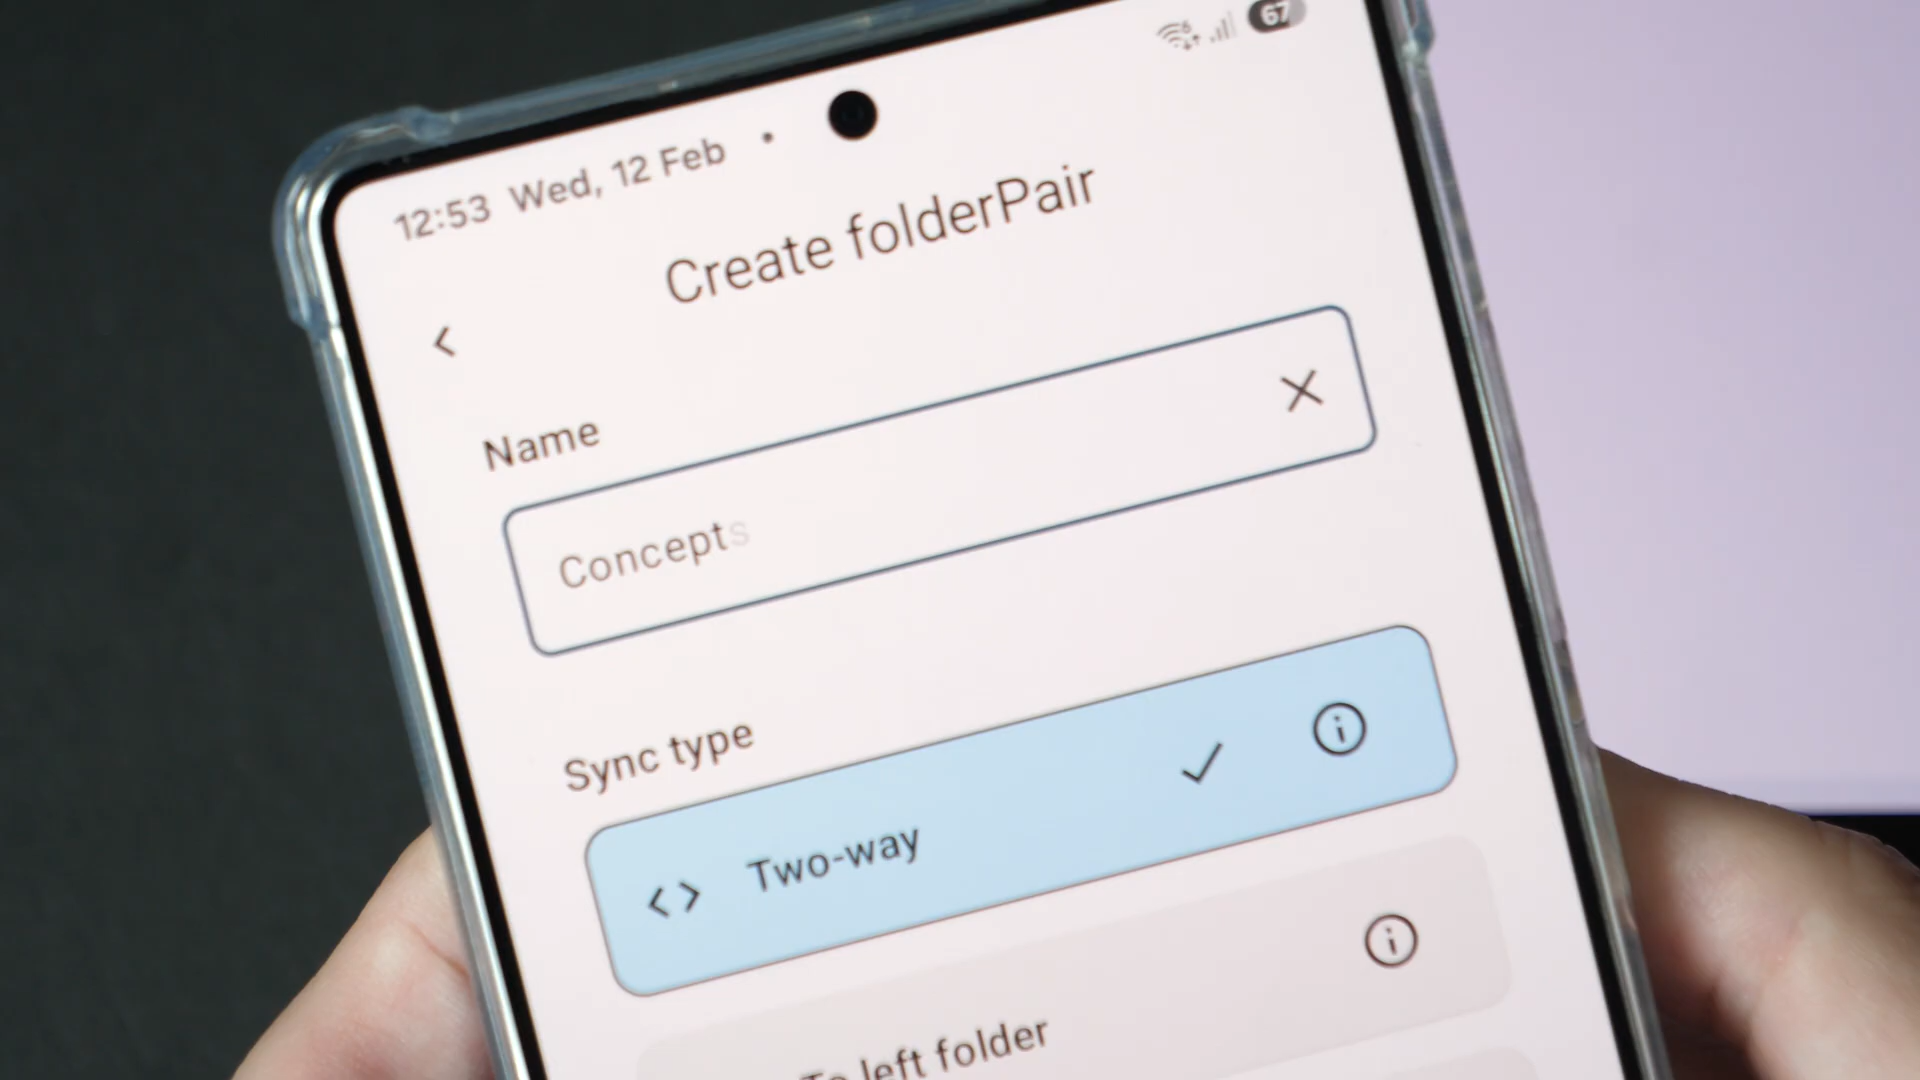 12:53 Wed, 12 Feb
67
Create folderPair
Name
Concepts
Sync type
Two-way
To left folder